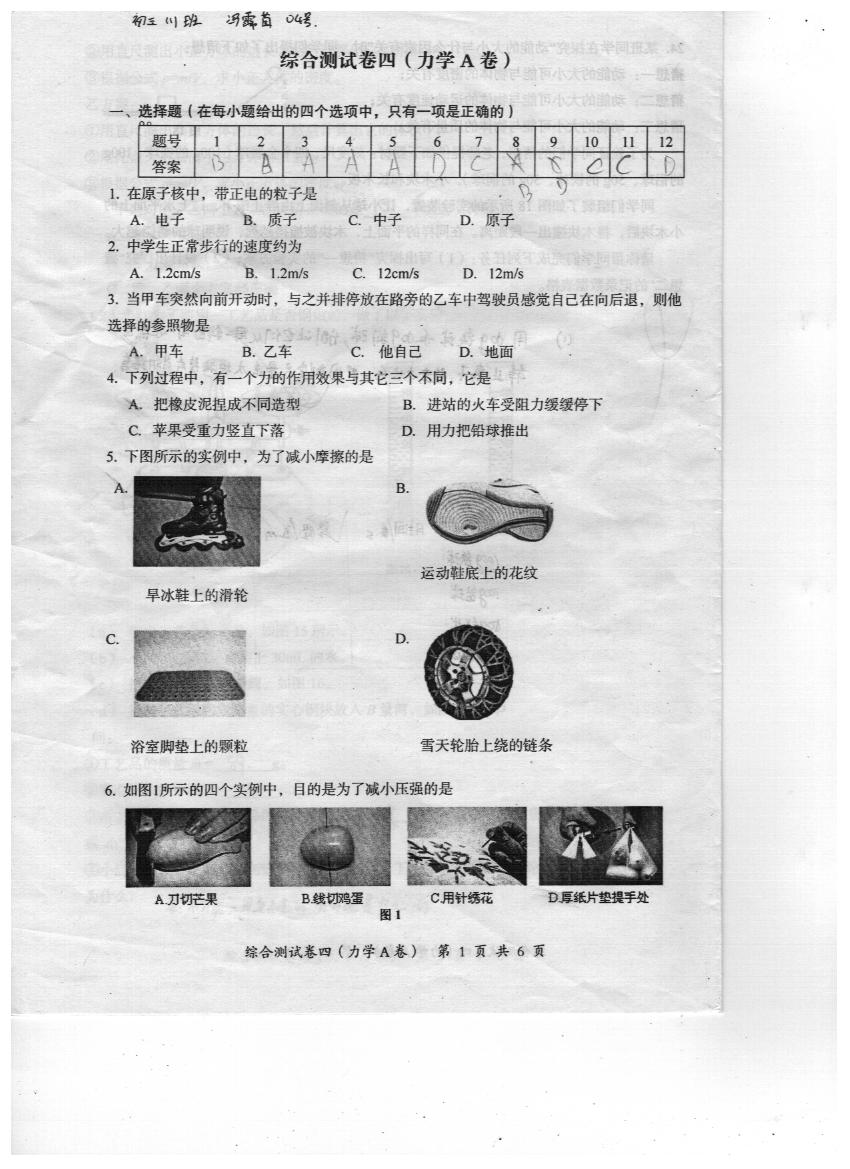 初三(1)班 冯露茵 04号.
综合测试卷四(力学A卷)
一、选择题(在每小题给出的四个选项中，只有一项是正确的)
题号 1 2 3 4 5 6 7 8 9 10 11 12
答案 B B A A A D C A C C D
B D
1. 在原子核中，带正电的粒子是
A. 电子 B. 质子 C. 中子 D. 原子
2. 中学生正常步行的速度约为
A. 1.2cm/s B. 1.2m/s C. 12cm/s D. 12m/s
3. 当甲车突然向前开动时，与之并排停放在路旁的乙车中驾驶员感觉自己在向后退，则他
选择的参照物是
A. 甲车 B. 乙车 C. 他自己 D. 地面
4. 下列过程中，有一个力的作用效果与其它三个不同，它是
A. 把橡皮泥捏成不同造型 B. 进站的火车受阻力缓缓停下
C. 苹果受重力竖直下落 D. 用力把铅球推出
5. 下图所示的实例中，为了减小摩擦的是
A. B.
旱冰鞋上的滑轮 运动鞋底上的花纹
C. D.
浴室脚垫上的颗粒 雪天轮胎上绕的链条
6. 如图1所示的四个实例中，目的是为了减小压强的是
A.刀切芒果 B.线切鸡蛋 C.用针绣花 D.厚纸片垫提手处
图1
综合测试卷四(力学A卷) 第 1 页 共 6 页